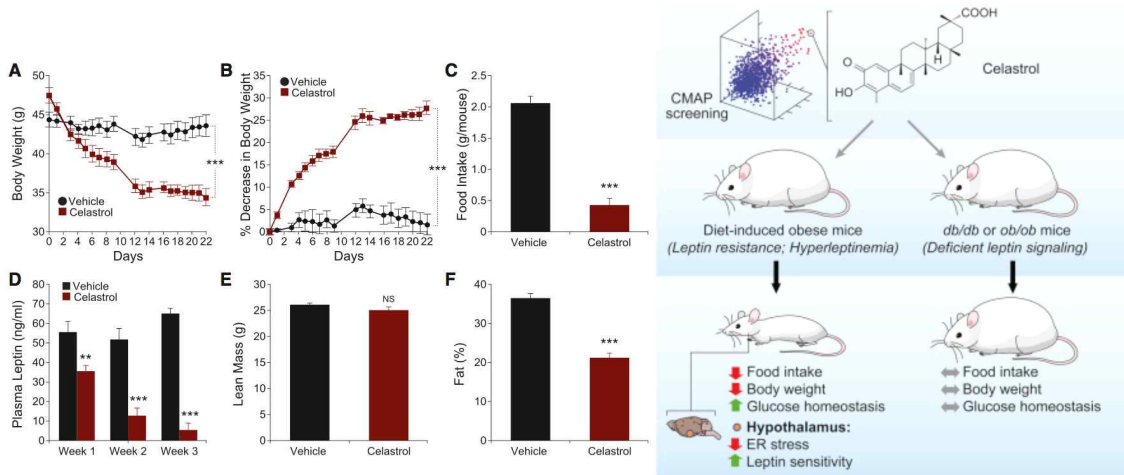 A
Body Weight (g)
50
45
40
35
30
Vehicle
Celastrol
***
0 2 4 6 8 10 12 14 16 18 20 22
Days
B
% Decrease in Body Weight
35
30
25
20
15
10
5
0
Vehicle
Celastrol
***
0 2 4 6 8 10 12 14 16 18 20 22
Days
C
Food Intake (g/mouse)
2.5
2.0
1.5
1.0
.5
0
***
Vehicle Celastrol
D
Plasma Leptin (ng/ml)
80
70
60
50
40
30
20
10
0
Vehicle
Celastrol
**
***
***
Week 1 Week 2 Week 3
E
Lean Mass (g)
30
25
20
15
10
5
0
NS
Vehicle Celastrol
F
Fat (%)
40
30
20
10
0
***
Vehicle Celastrol
CMAP
screening
COOH
H
O
HO
Celastrol
Diet-induced obese mice
(Leptin resistance; Hyperleptinemia)
db/db or ob/ob mice
(Deficient leptin signaling)
Food intake
Body weight
Glucose homeostasis
Hypothalamus:
ER stress
Leptin sensitivity
Food intake
Body weight
Glucose homeostasis